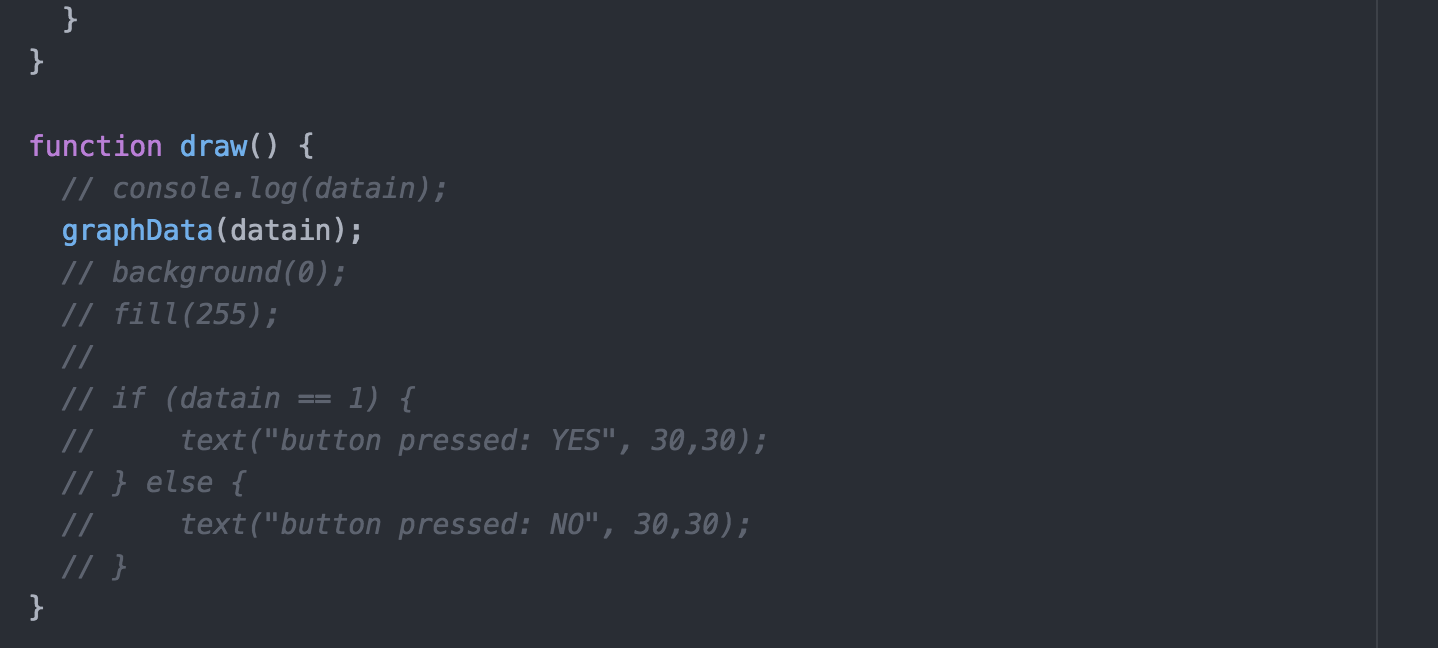 }
}

function draw() {
  // console.log(datain);
  graphData(datain);
  // background(0);
  // fill(255);
  //
  // if (datain == 1) {
  //     text("button pressed: YES", 30,30);
  // } else {
  //     text("button pressed: NO", 30,30);
  // }
}